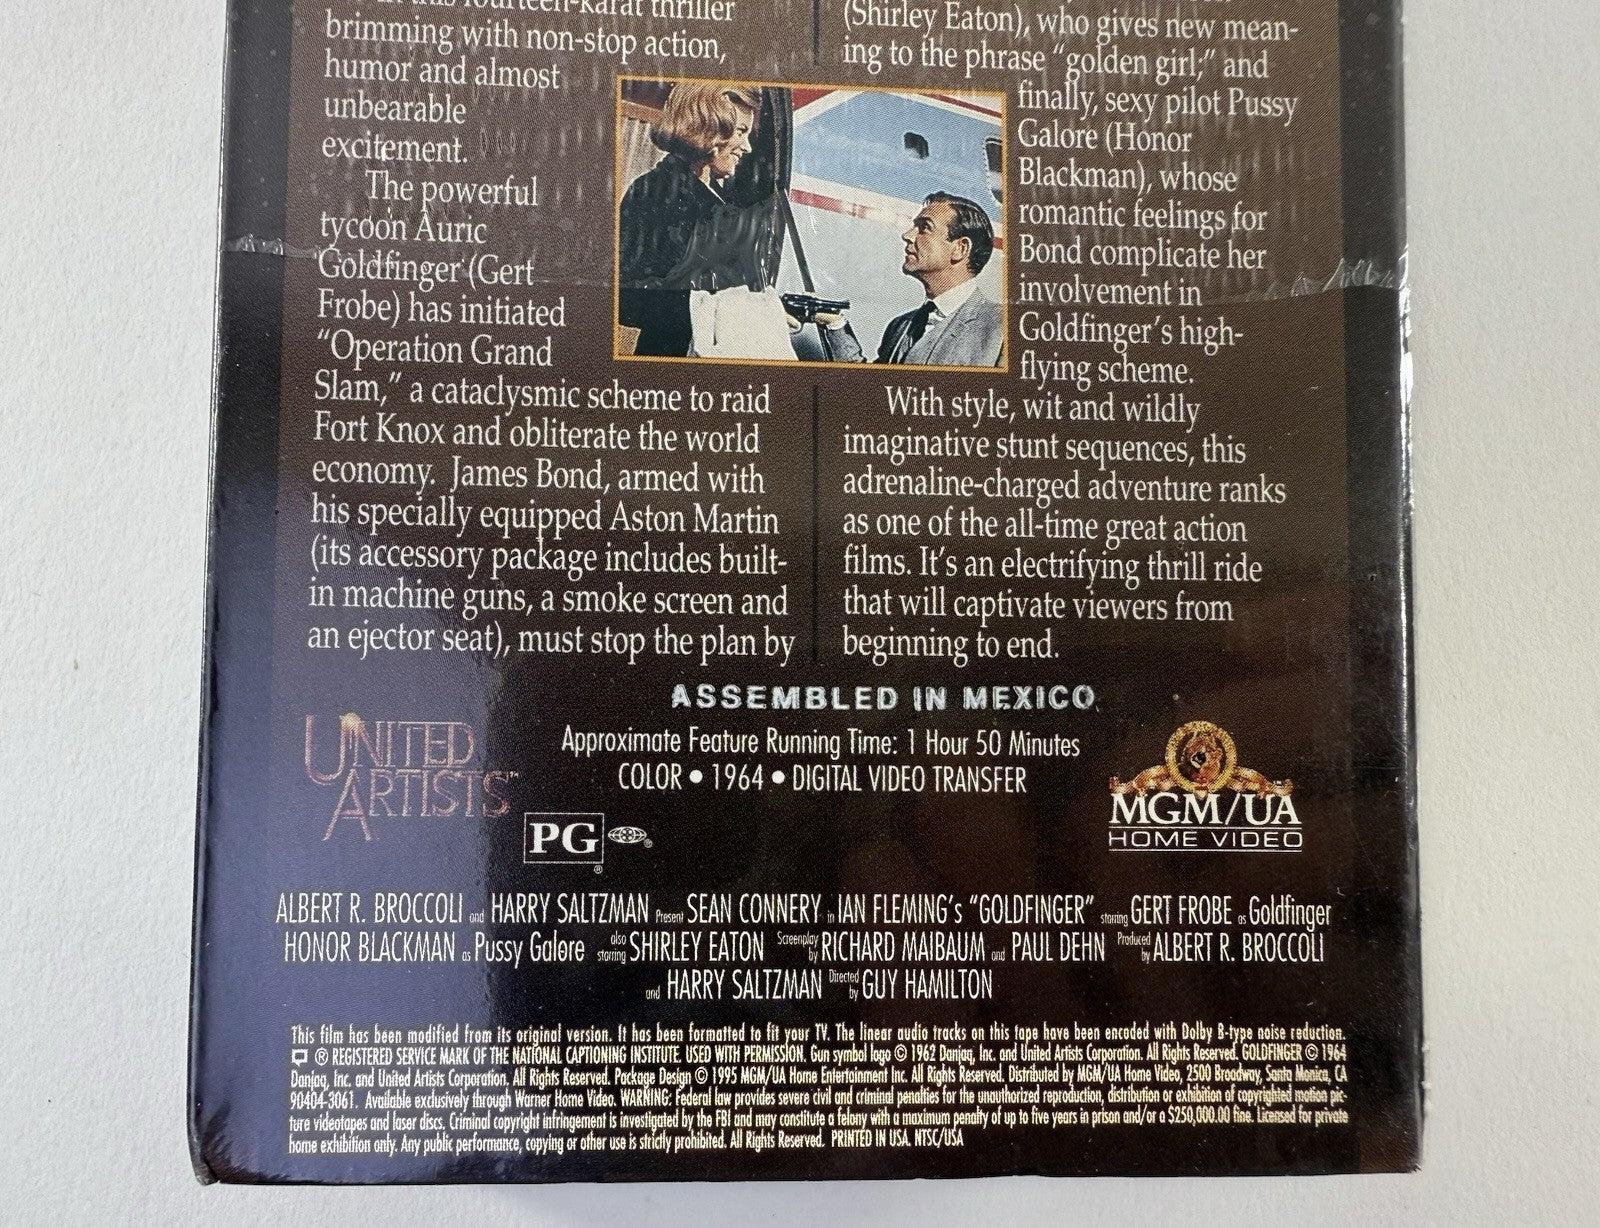 in this fourteen-karat thriller
brimming with non-stop action,
humor and almost
unbearable
excitement.
The powerful
tycoon Auric
Goldfinger (Gert
Frobe) has initiated
"Operation Grand
Slam," a cataclysmic scheme to raid
Fort Knox and obliterate the world
economy. James Bond, armed with
his specially equipped Aston Martin
(its accessory package includes built-
in machine guns, a smoke screen and
an ejector seat), must stop the plan by
(Shirley Eaton), who gives new mean-
ing to the phrase "golden girl;" and
finally, sexy pilot Pussy
Galore (Honor
Blackman), whose
romantic feelings for
Bond complicate her
involvement in
Goldfinger's high-
flying scheme.
With style, wit and wildly
imaginative stunt sequences, this
adrenaline-charged adventure ranks
as one of the all-time great action
films. It's an electrifying thrill ride
that will captivate viewers from
beginning to end.
ASSEMBLED IN MEXICO
Approximate Feature Running Time: 1 Hour 50 Minutes
COLOR • 1964 • DIGITAL VIDEO TRANSFER
UNITED
ARTISTS™
PG ®
®
MGM/UA
HOME VIDEO
ALBERT R. BROCCOLI and HARRY SALTZMAN Present SEAN CONNERY in IAN FLEMING's "GOLDFINGER" starring GERT FROBE as Goldfinger
HONOR BLACKMAN as Pussy Galore also starring SHIRLEY EATON Screenplay by RICHARD MAIBAUM and PAUL DEHN Produced by ALBERT R. BROCCOLI
and HARRY SALTZMAN Directed by GUY HAMILTON
This film has been modified from its original version. It has been formatted to fit your TV. The linear audio tracks on this tape have been encoded with Dolby B-type noise reduction.
® REGISTERED SERVICE MARK OF THE NATIONAL CAPTIONING INSTITUTE. USED WITH PERMISSION. Gun symbol logo © 1962 Danjaq, Inc. and United Artists Corporation. All Rights Reserved. GOLDFINGER © 1964
Danjaq, Inc. and United Artists Corporation. All Rights Reserved. Package Design © 1995 MGM/UA Home Entertainment Inc. All Rights Reserved. Distributed by MGM/UA Home Video, 2500 Broadway, Santa Monica, CA
90404-3061. Available exclusively through Warner Home Video. WARNING: Federal law provides severe civil and criminal penalties for the unauthorized reproduction, distribution or exhibition of copyrighted motion pic-
ture videotapes and laser discs. Criminal copyright infringement is investigated by the FBI and may constitute a felony with a maximum penalty of up to five years in prison and/or a $250,000.00 fine. Licensed for private
home exhibition only. Any public performance, copying or other use is strictly prohibited. All Rights Reserved. PRINTED IN USA. NTSC/USA